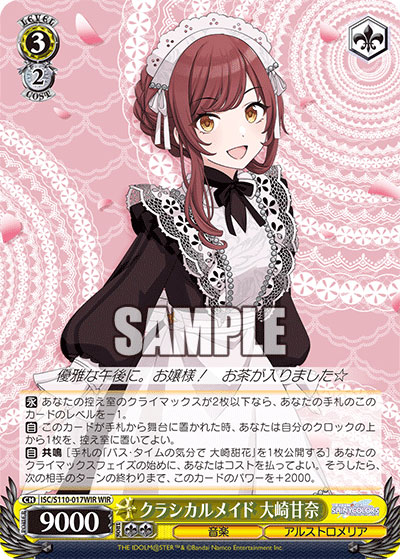 LEVEL
3
2
COST
SAMPLE
優雅な午後に。お嬢様！　お茶が入りました☆
永 あなたの控え室のクライマックスが2枚以下なら、あなたの手札のこ
のカードのレベルを－1。
自 このカードが手札から舞台に置かれた時、あなたは自分のクロックの上
から1枚を、控え室に置いてよい。
自 共鳴［手札の「バス・タイムの気分で 大崎甜花」を1枚公開する］ あなたの
クライマックスフェイズの始めに、あなたはコストを払ってよい。そうしたら、
次の相手のターンの終わりまで、このカードのパワーを＋2000。
CH
ISC/S110-017WIR WIR
クラシカルメイド 大崎甘奈
SHINYCOLORS
POWER
9000
SOUL
音楽
アルストロメリア
THE IDOLM@STER™& ©Bandai Namco Entertainment Inc.